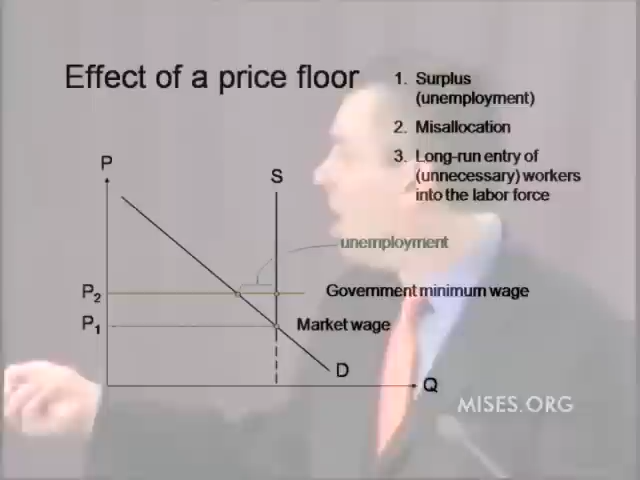 Effect of a price floor
1. Surplus
(unemployment)
2. Misallocation
3. Long-run entry of
(unnecessary) workers
into the labor force
P
S
unemployment
P2
Government minimum wage
P1
Market wage
D
Q
MISES.ORG